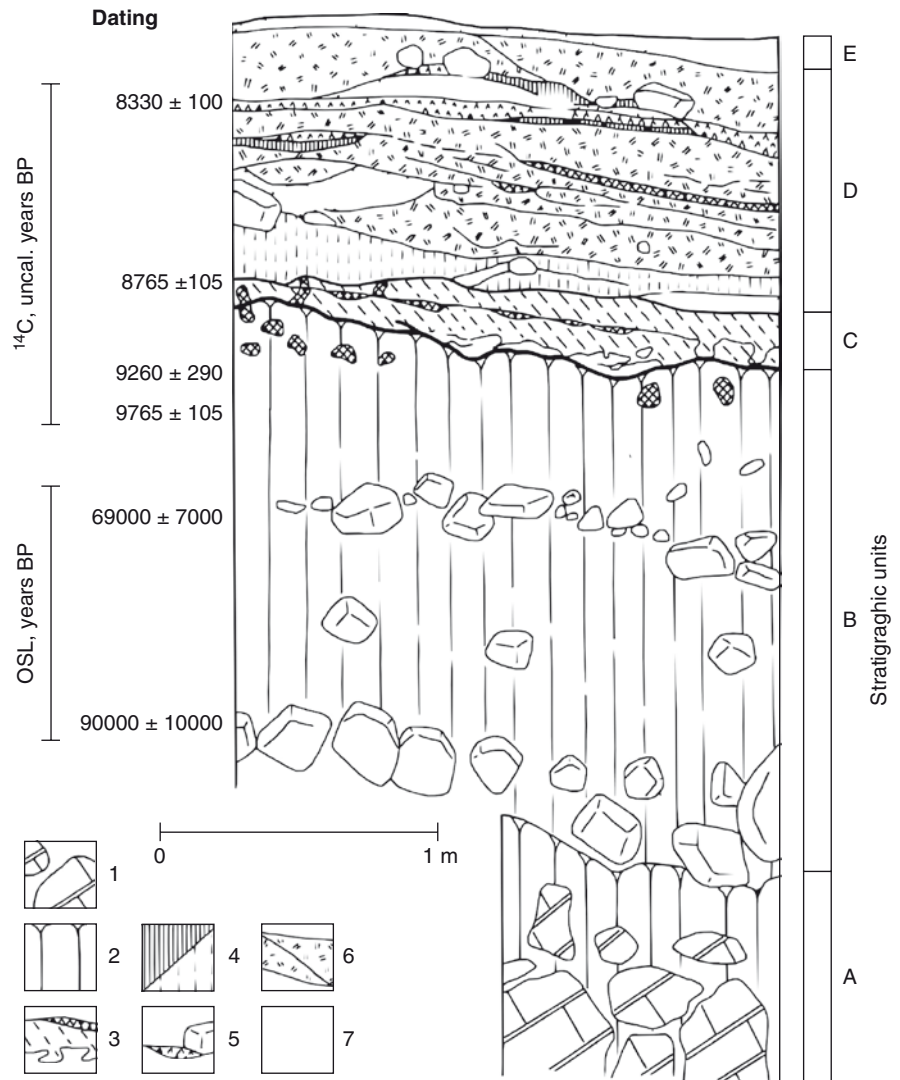 Dating
8330 ± 100
8765 ±105
9260 ± 290
9765 ± 105
69000 ± 7000
90000 ± 10000
¹⁴C, uncal. years BP
OSL, years BP
E
D
C
B
A
Stratigraghic units
0 1 m
1
2 4 6
3 5 7